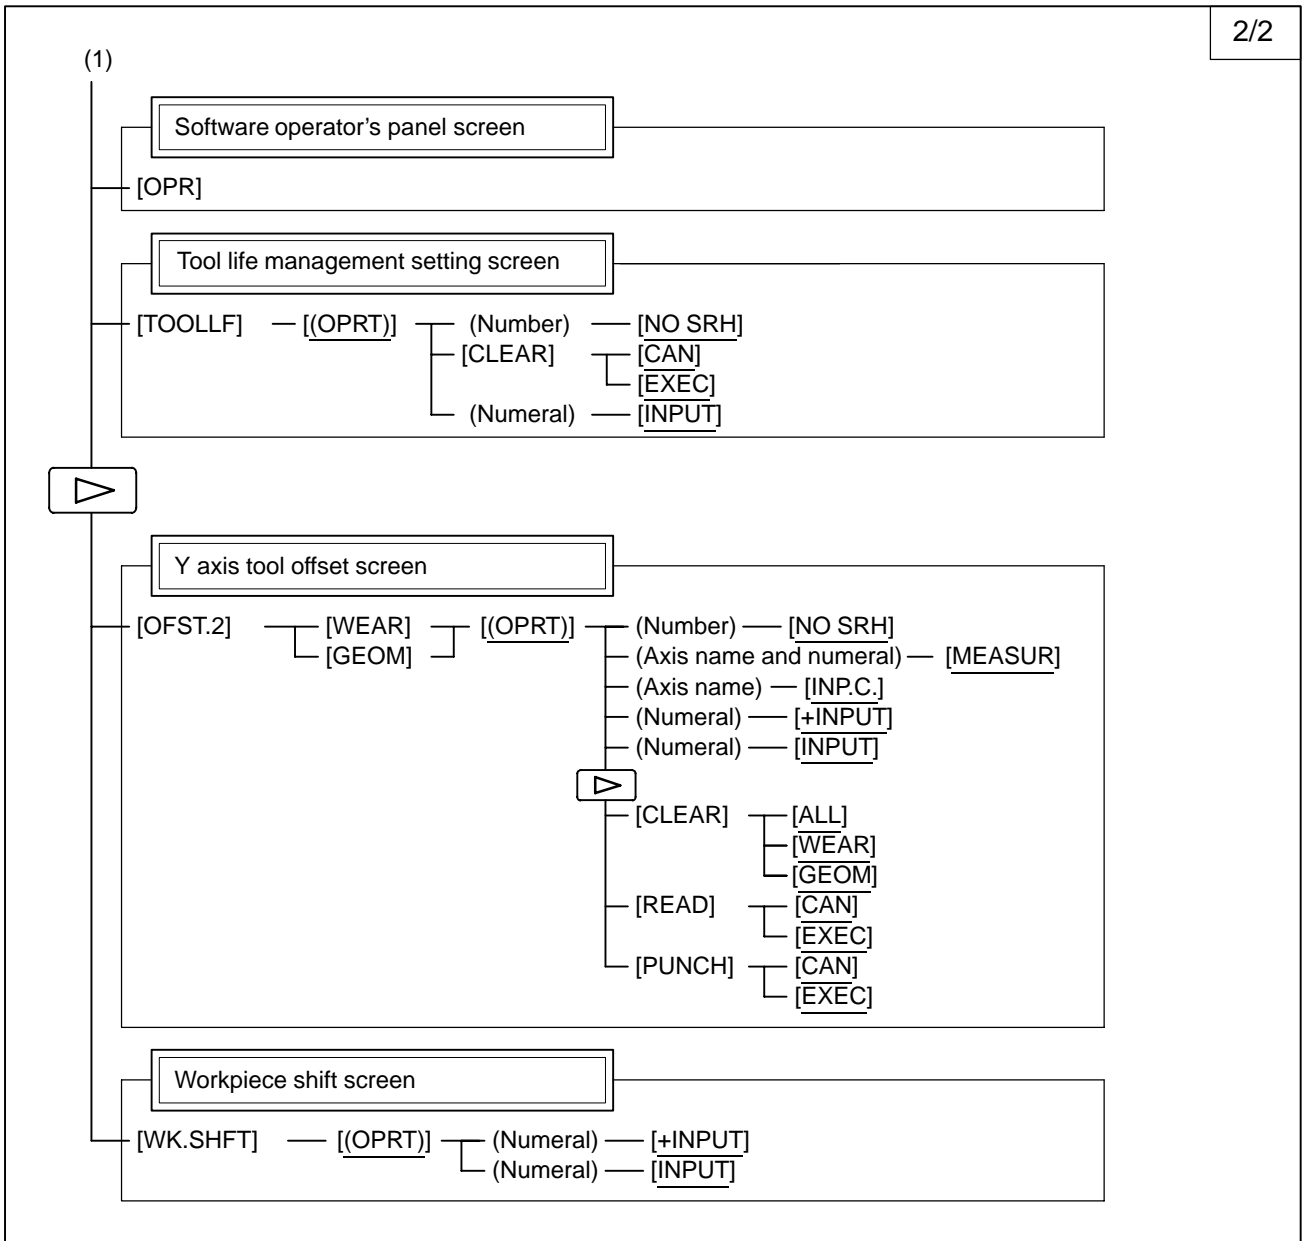 2/2
(1)
Software operator's panel screen
[OPR]
Tool life management setting screen
[TOOLLF] [(OPRT)] (Number) [NO SRH]
[CLEAR] [CAN]
[EXEC]
(Numeral) [INPUT]
Y axis tool offset screen
[OFST.2] [WEAR] [(OPRT)] (Number) [NO SRH]
[GEOM] (Axis name and numeral) [MEASUR]
(Axis name) [INP.C.]
(Numeral) [+INPUT]
(Numeral) [INPUT]
[CLEAR] [ALL]
[WEAR]
[GEOM]
[READ] [CAN]
[EXEC]
[PUNCH] [CAN]
[EXEC]
Workpiece shift screen
[WK.SHFT] [(OPRT)] (Numeral) [+INPUT]
(Numeral) [INPUT]